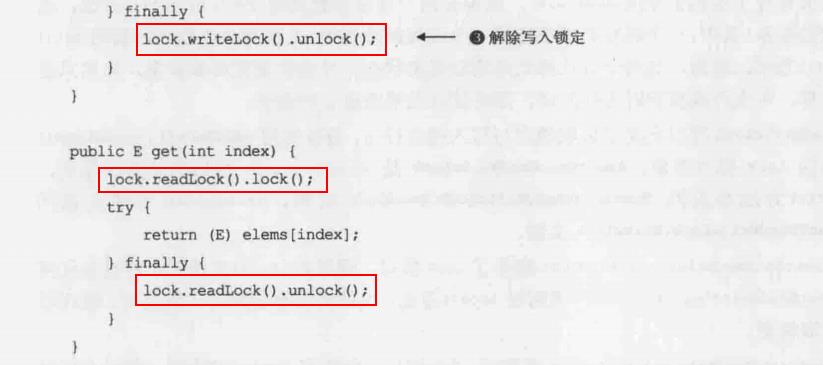 } finally {
lock.writeLock().unlock(); ← ❸ 解除写入锁定
}
}
public E get(int index) {
lock.readLock().lock();
try {
return (E) elems[index];
} finally {
lock.readLock().unlock();
}
}